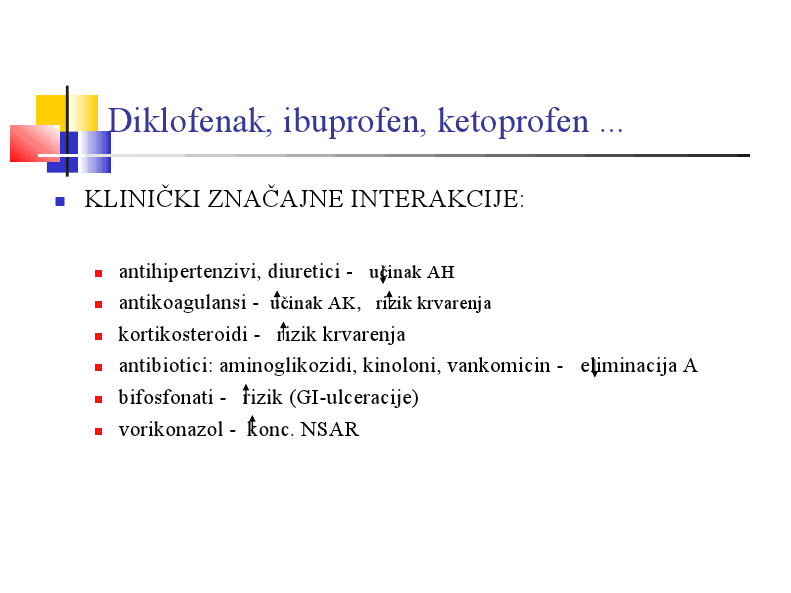 Diklofenak, ibuprofen, ketoprofen ...
KLINIČKI ZNAČAJNE INTERAKCIJE:
antihipertenzivi, diuretici - ↓ učinak AH
antikoagulansi - ↑ učinak AK, ↑ rizik krvarenja
kortikosteroidi - ↑ rizik krvarenja
antibiotici: aminoglikozidi, kinoloni, vankomicin - ↓ eliminacija A
bifosfonati - ↑ rizik (GI-ulceracije)
vorikonazol - ↑ konc. NSAR